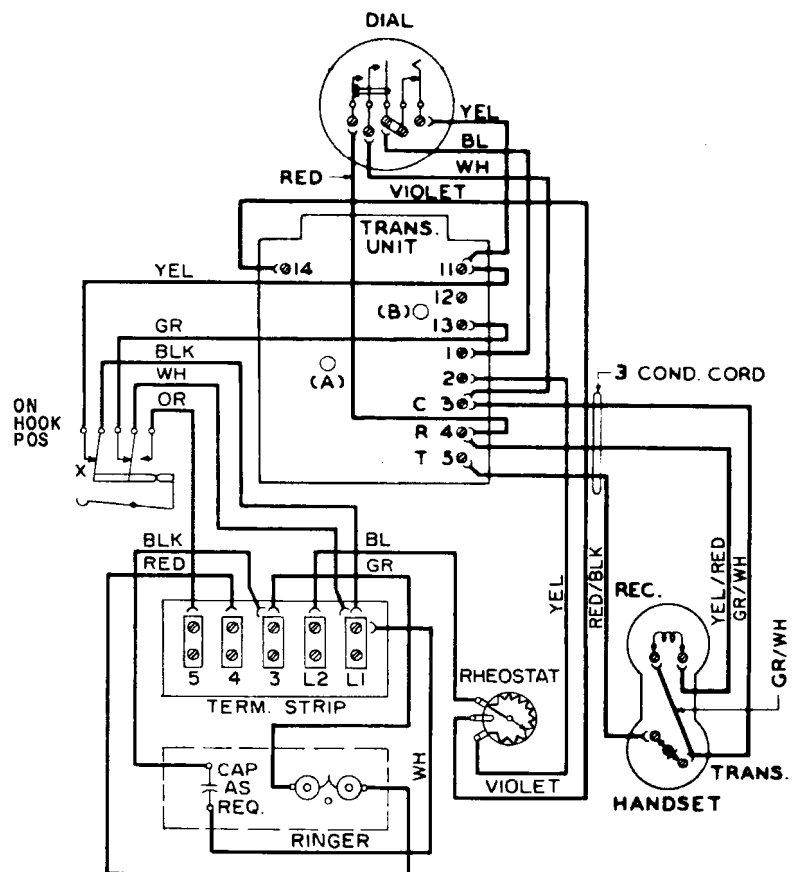 DIAL
YEL
BL
WH
RED
VIOLET
TRANS.
UNIT
14
11
YEL
12
(B)
13
GR
1
BLK
(A)
2
3 COND. CORD
WH
C 3
OR
ON
HOOK
POS
R 4
T 5
X
BLK
BL
RED
GR
YEL
RED/BLK
YEL/RED
GR/WH
REC.
GR/WH
5 4 3 L2 L1
TERM. STRIP
RHEOSTAT
WH
CAP
AS
REQ.
VIOLET
TRANS.
HANDSET
RINGER